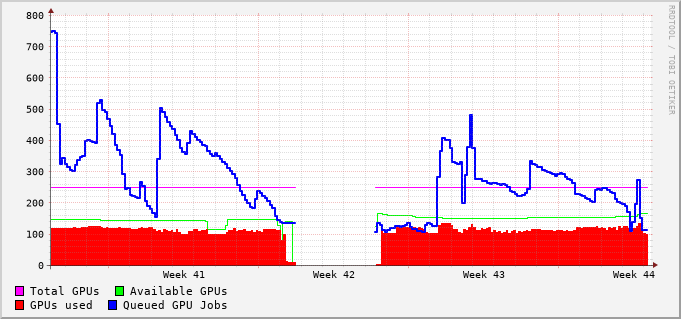 800
700
600
500
400
300
200
100
0
Week 41 Week 42 Week 43 Week 44
Total GPUs Available GPUs
GPUs used Queued GPU Jobs
RRDTOOL / TOBI OETIKER